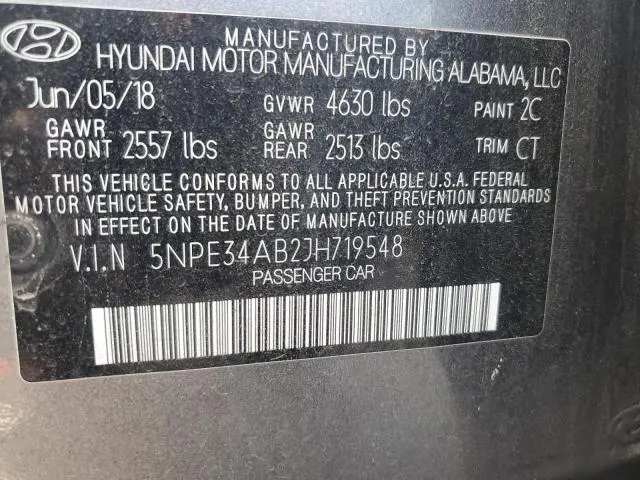 MANUFACTURED BY
HYUNDAI MOTOR MANUFACTURING ALABAMA, LLC
Jun/05/18 GVWR 4630 lbs PAINT 2C
GAWR FRONT 2557 lbs GAWR REAR 2513 lbs TRIM CT
THIS VEHICLE CONFORMS TO ALL APPLICABLE U.S.A. FEDERAL
MOTOR VEHICLE SAFETY, BUMPER, AND THEFT PREVENTION STANDARDS
IN EFFECT ON THE DATE OF MANUFACTURE SHOWN ABOVE
V.I.N 5NPE34AB2JH719548
PASSENGER CAR